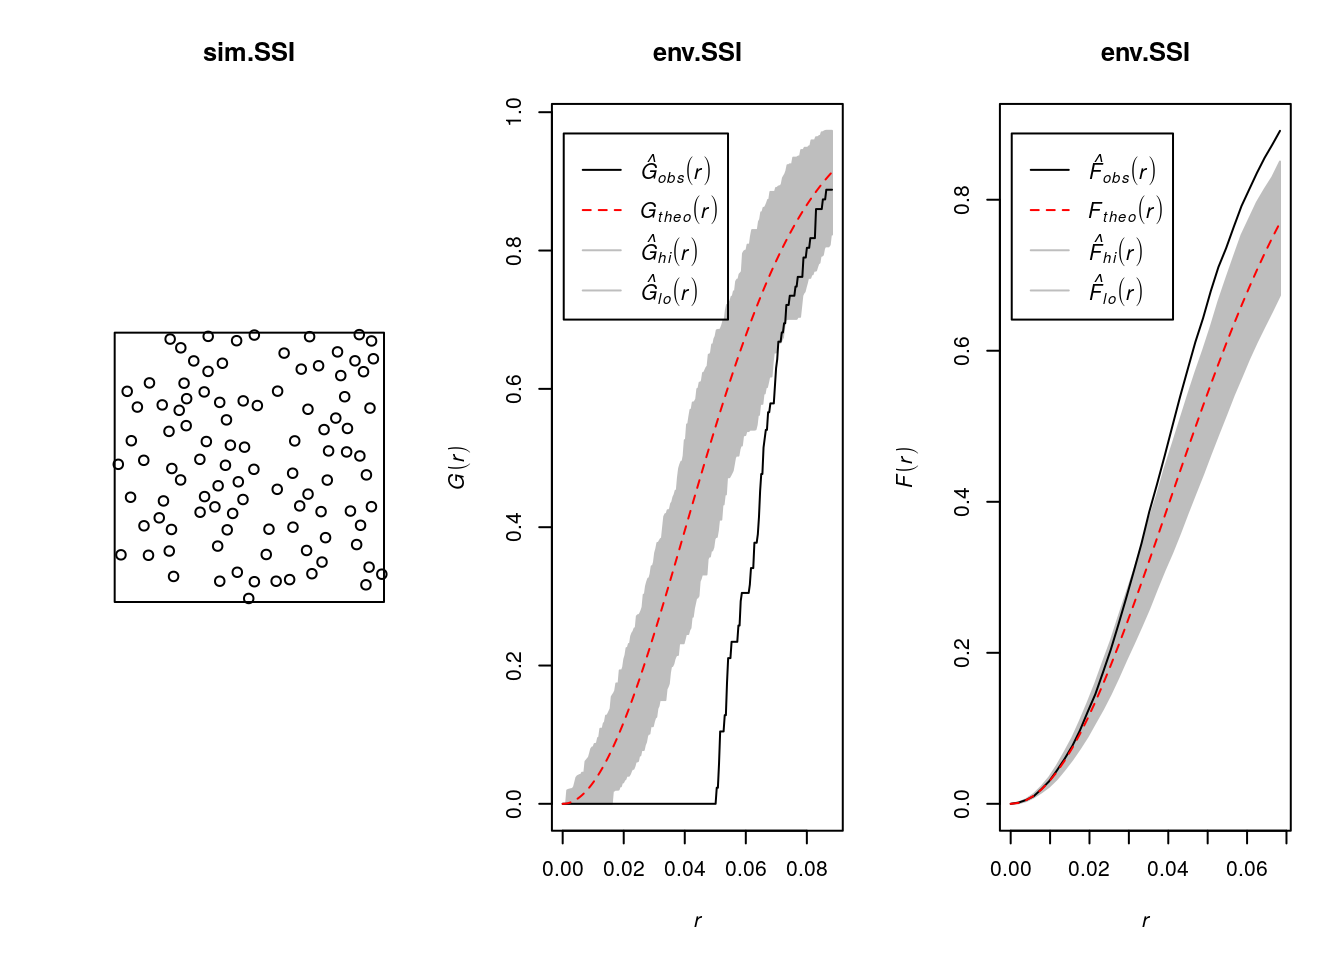 sim.SSI
env.SSI
Ĝobs(r)
Gtheo(r)
Ĝhi(r)
Ĝlo(r)
G(r)
0.0
0.2
0.4
0.6
0.8
1.0
0.00 0.02 0.04 0.06 0.08
r
env.SSI
F̂obs(r)
Ftheo(r)
F̂hi(r)
F̂lo(r)
F(r)
0.0
0.2
0.4
0.6
0.8
0.00 0.02 0.04 0.06
r